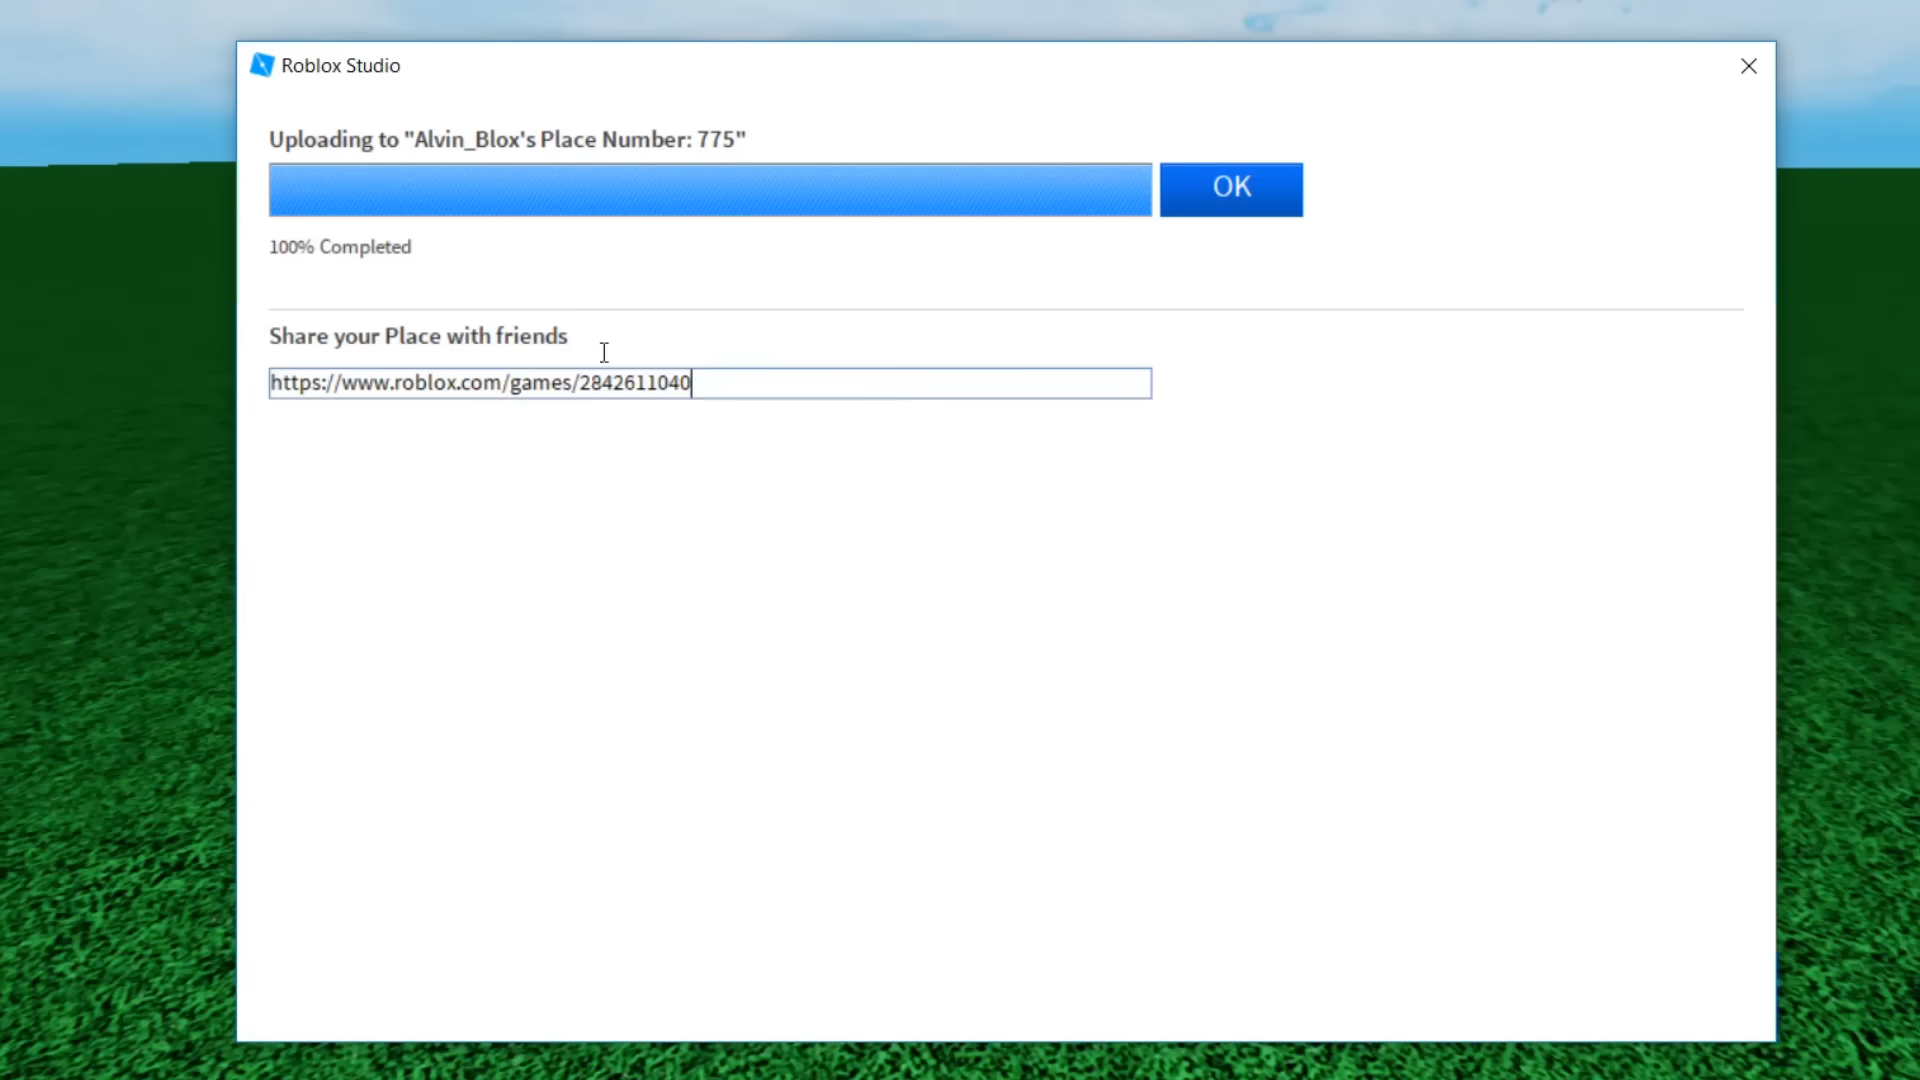 Roblox Studio
Uploading to "Alvin_Blox's Place Number: 775"
OK
100% Completed
Share your Place with friends
https://www.roblox.com/games/2842611040